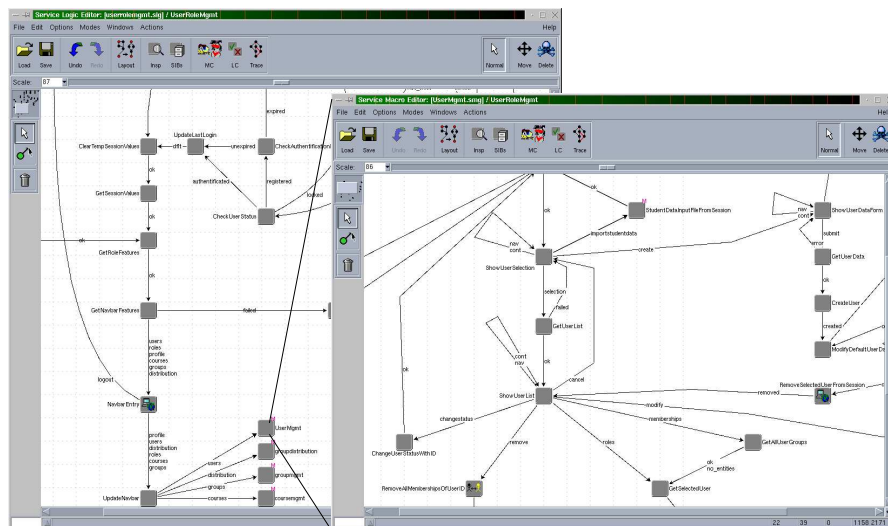 Service Logic Editor: [userrolemgmt.slg] / UserRoleMgmt
File Edit Options Modes Windows Actions Help
Load Save Undo Redo Layout Insp SIBs MC LC Trace Normal Move Delete
Scale: 87
expired
UpdateLastLogin
ClearTempSessionValues
dflt
unexpired
ok
authentificated
registered
GetSessionValues
locked
CheckUserStatus
ok
ok
GetRoleFeatures
ok
GetNavbarFeatures
failed
users
roles
profile
courses
groups
distribution
logout
NavbarEntry
profile
users
distribution
roles
courses
groups
M
UserMgmt
M
groupdistribution
users
distribution
M
groupmgmt
groups
M
UpdateNavbar
courses
coursemgmt
Service Macro Editor: [UserMgmt.smg] / UserRoleMgmt
File Edit Options Modes Windows Actions
Load Save Undo Redo Layout Insp SIBs MC LC Trace Normal Move Delete
Scale: 86
ok
M
StudentDataInputFileFromSession
ok
nav
cont
ShowUserDataForm
importstudentdata
submit
nav
cont
create
error
ShowUserSelection
GetUserData
selection
ok
failed
CreateUser
GetUserList
created
cont
nav
ok
ok
cancel
RemoveSelectedUserFromSession
removed
ShowUserList
modify
changestatus
memberships
ChangeUserStatusWithID
remove
roles
GetAllUserGroups
ok
no_entities
RemoveAllMembershipsOfUserID
GetSelectedUser
22 39 0 1158 2171